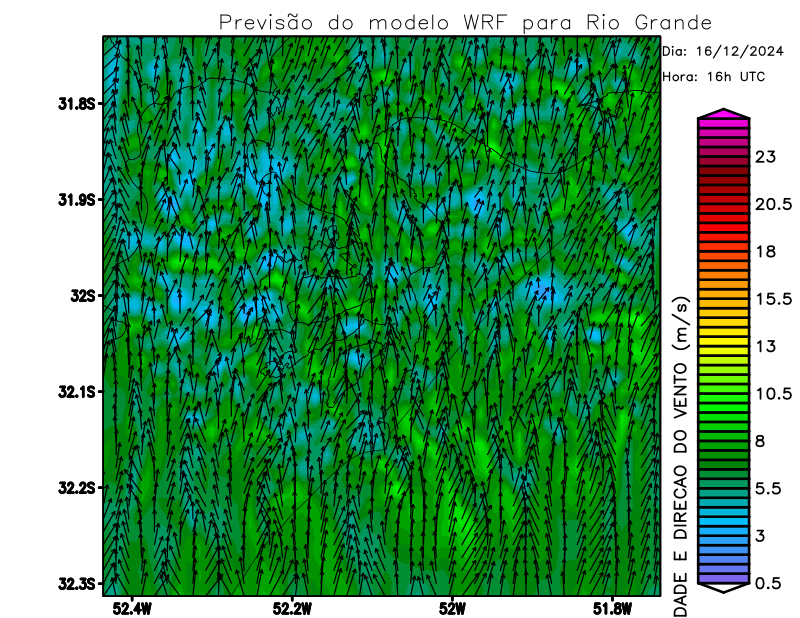 Previsão do modelo WRF para Rio Grande
Dia: 16/12/2024
Hora: 16h UTC
31.8S
31.9S
32S
32.1S
32.2S
32.3S
52.4W
52.2W
52W
51.8W
DADE E DIRECAO DO VENTO (m/s)
23
20.5
18
15.5
13
10.5
8
5.5
3
0.5